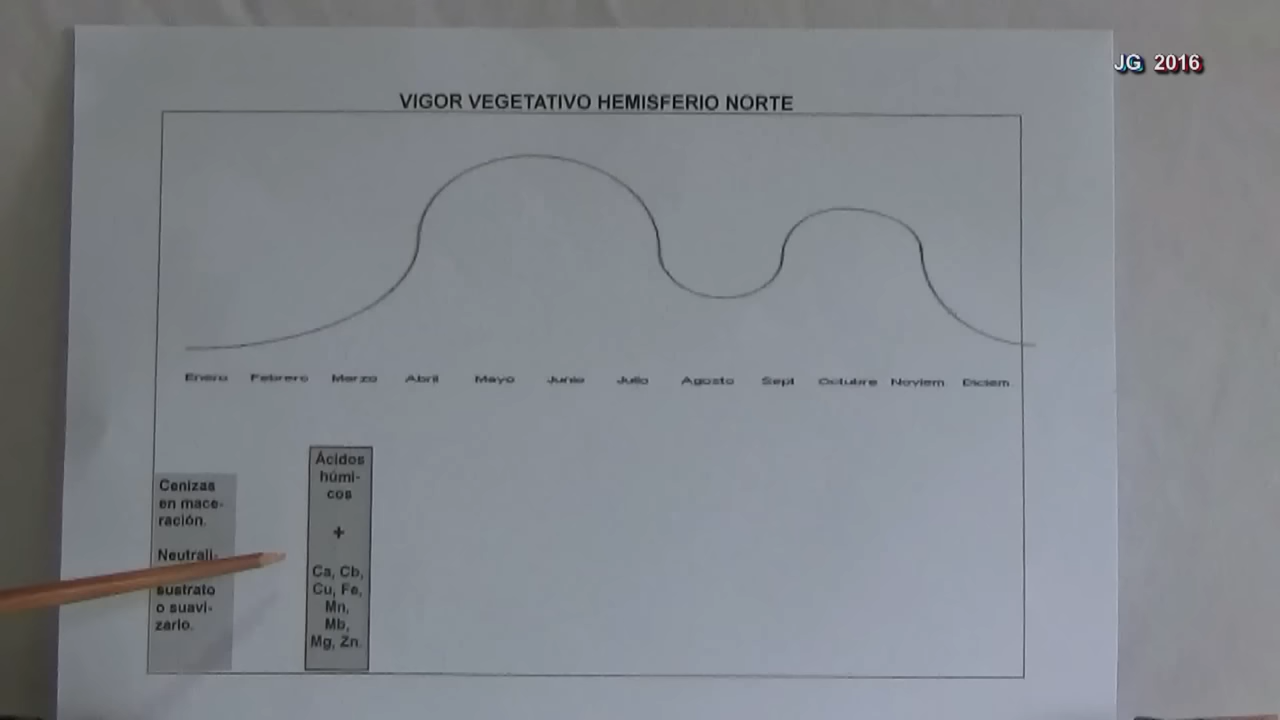 JG 2016
VIGOR VEGETATIVO HEMISFERIO NORTE
Enero Febrero Marzo Abril Mayo Junio Julio Agosto Sept Octubre Noviem. Diciem.
Cenizas
en mace-
ración.
Neutrali-
sustrato
o suavi-
zarlo.
Ácidos
húmi-
cos
+
Ca, Cb,
Cu, Fe,
Mn,
Mb,
Mg, Zn.